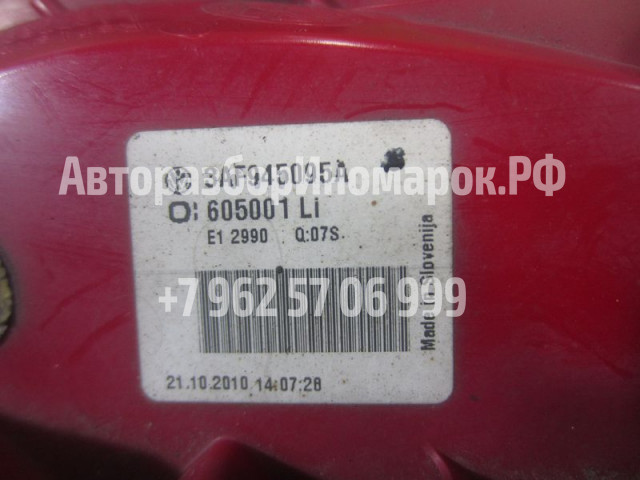 3AF945095A
АвторазборИномарок.РФ
605001 Li
E1 2990 Q:07S.
+7 962 57 06 999
Made in Slovenija
21.10.2010 14:07:28